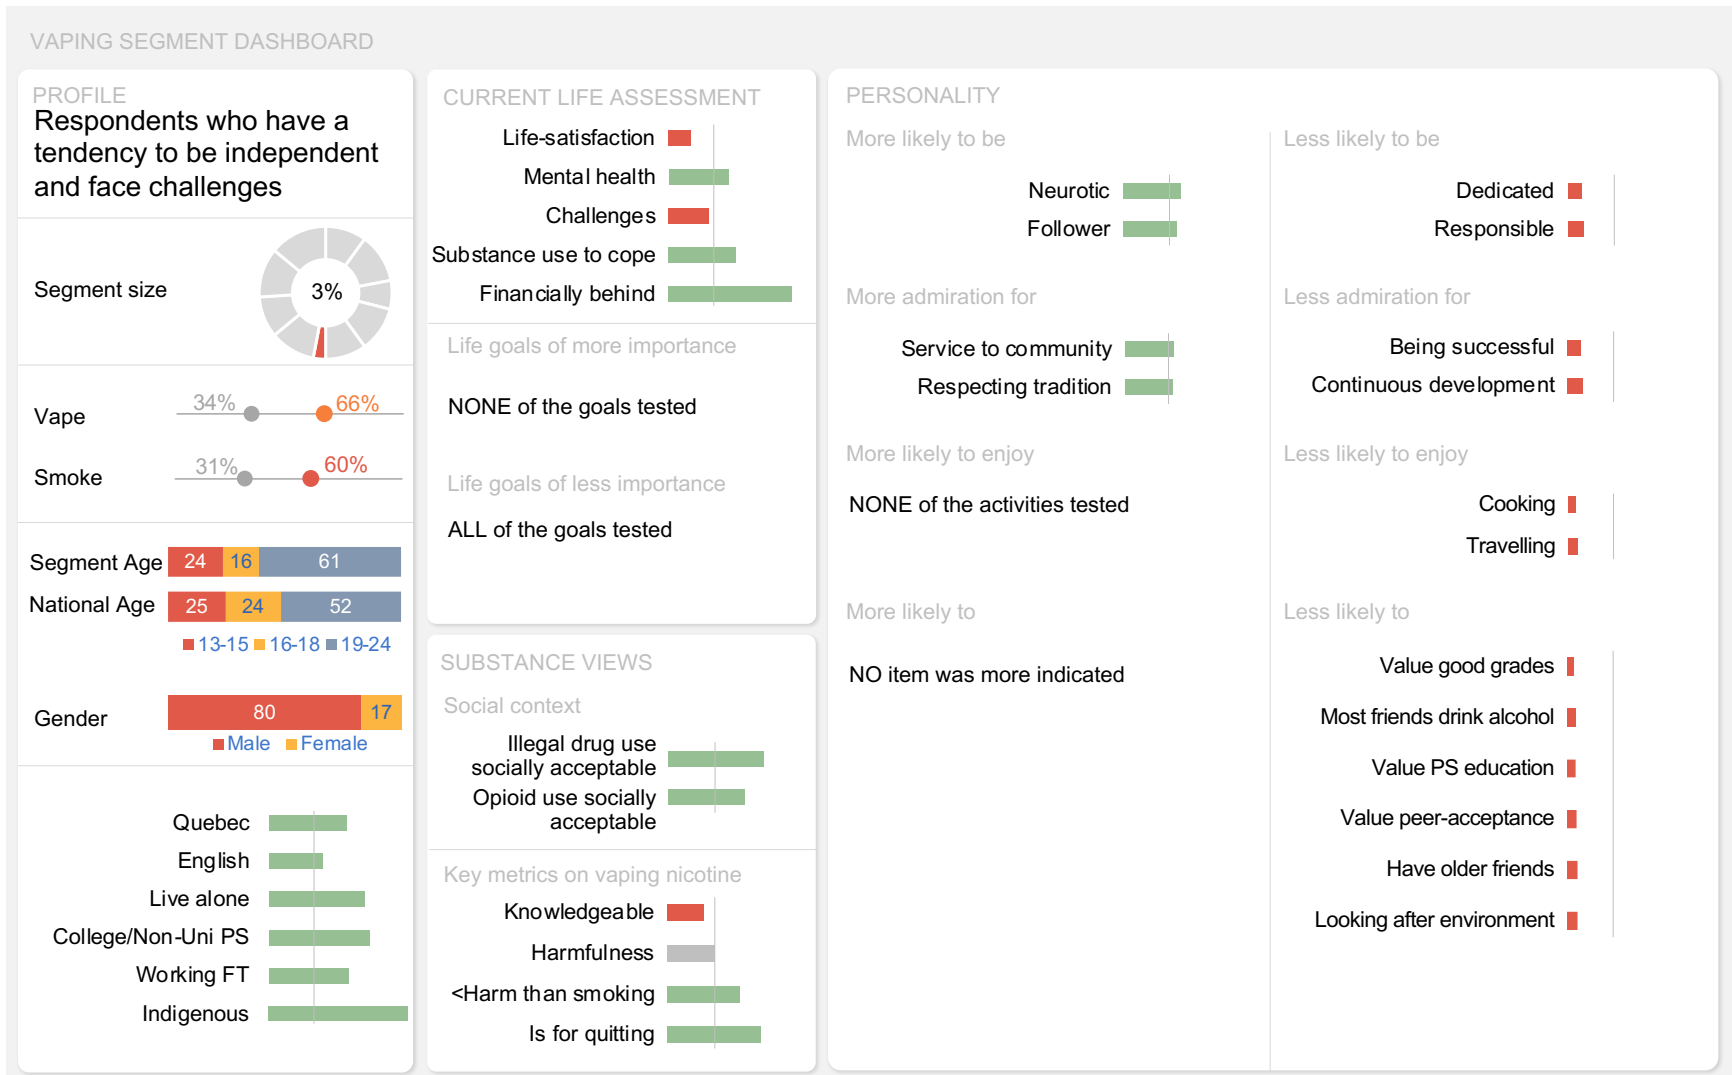 VAPING SEGMENT DASHBOARD
PROFILE
Respondents who have a
tendency to be independent
and face challenges
Segment size
3%
Vape
34%
66%
Smoke
31%
60%
Segment Age
24 16 61
National Age
25 24 52
13-15 16-18 19-24
Gender
80 17
Male Female
Quebec
English
Live alone
College/Non-Uni PS
Working FT
Indigenous
CURRENT LIFE ASSESSMENT
Life-satisfaction
Mental health
Challenges
Substance use to cope
Financially behind
Life goals of more importance
NONE of the goals tested
Life goals of less importance
ALL of the goals tested
SUBSTANCE VIEWS
Social context
Illegal drug use
socially acceptable
Opioid use socially
acceptable
Key metrics on vaping nicotine
Knowledgeable
Harmfulness
<Harm than smoking
Is for quitting
PERSONALITY
More likely to be
Neurotic
Follower
More admiration for
Service to community
Respecting tradition
More likely to enjoy
NONE of the activities tested
More likely to
NO item was more indicated
Less likely to be
Dedicated
Responsible
Less admiration for
Being successful
Continuous development
Less likely to enjoy
Cooking
Travelling
Less likely to
Value good grades
Most friends drink alcohol
Value PS education
Value peer-acceptance
Have older friends
Looking after environment